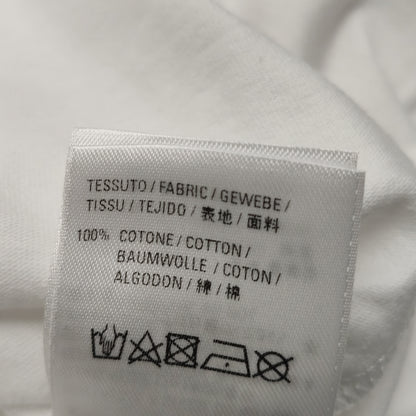 TESSUTO / FABRIC / GEWEBE /
TISSU / TEJIDO / 表地 / 面料
100% COTONE / COTTON /
BAUMWOLLE / COTON /
ALGODON / 綿 / 棉